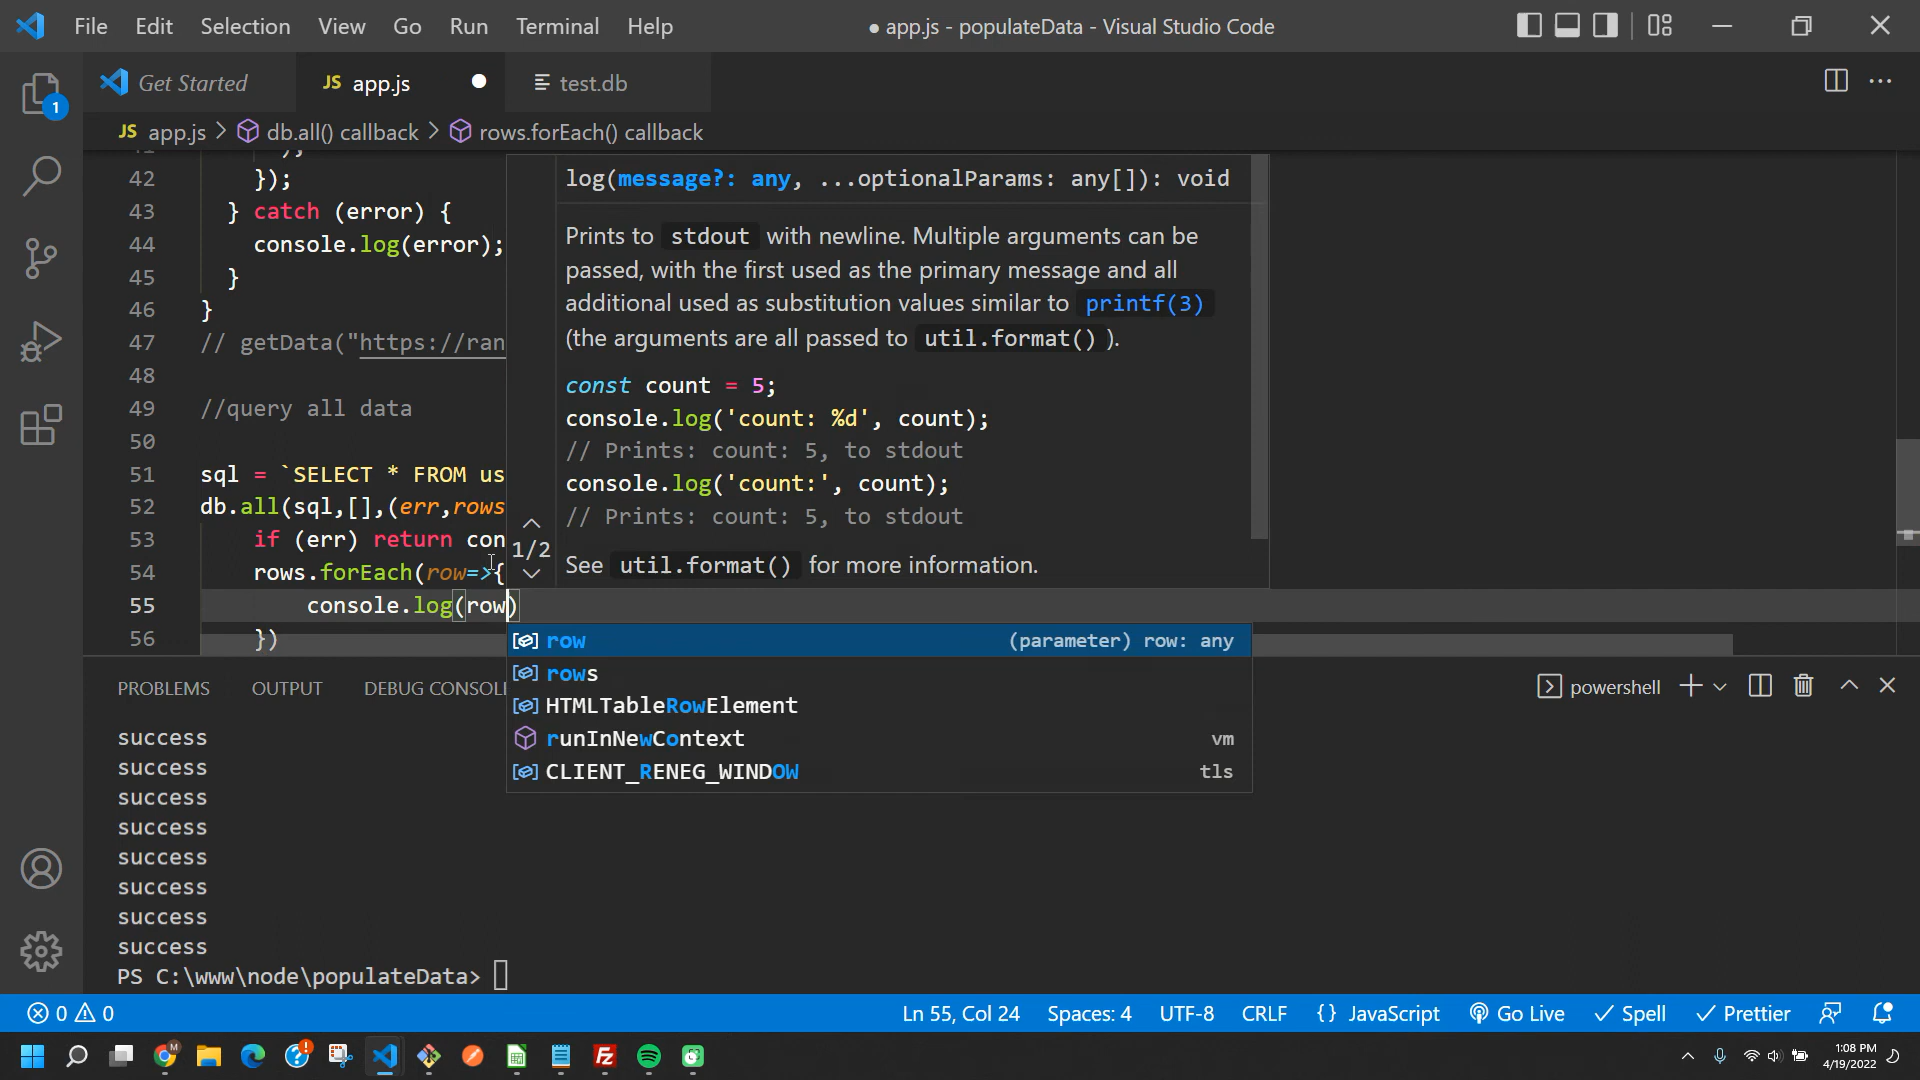 File Edit Selection View Go Run Terminal Help
● app.js - populateData - Visual Studio Code
Get Started
JS app.js
test.db
1
JS app.js > db.all() callback > rows.forEach() callback
42 });
43 } catch (error) {
44 console.log(error);
45 }
46 }
47 // getData("https://ran
48
49 //query all data
50
51 sql = `SELECT * FROM us
52 db.all(sql,[],(err,rows
53 if (err) return con
54 rows.forEach(row=>{
55 console.log(row)
56 })
log(message?: any, ...optionalParams: any[]): void
Prints to stdout with newline. Multiple arguments can be
passed, with the first used as the primary message and all
additional used as substitution values similar to printf(3)
(the arguments are all passed to util.format() ).
const count = 5;
console.log('count: %d', count);
// Prints: count: 5, to stdout
console.log('count:', count);
// Prints: count: 5, to stdout
1/2
See util.format() for more information.
row (parameter) row: any
rows
HTMLTableRowElement
runInNewContext vm
CLIENT_RENEG_WINDOW tls
PROBLEMS OUTPUT DEBUG CONSOL
powershell
success
success
success
success
success
success
success
success
PS C:\www\node\populateData>
0 0
Ln 55, Col 24 Spaces: 4 UTF-8 CRLF {} JavaScript Go Live Spell Prettier
M
1:08 PM
4/19/2022